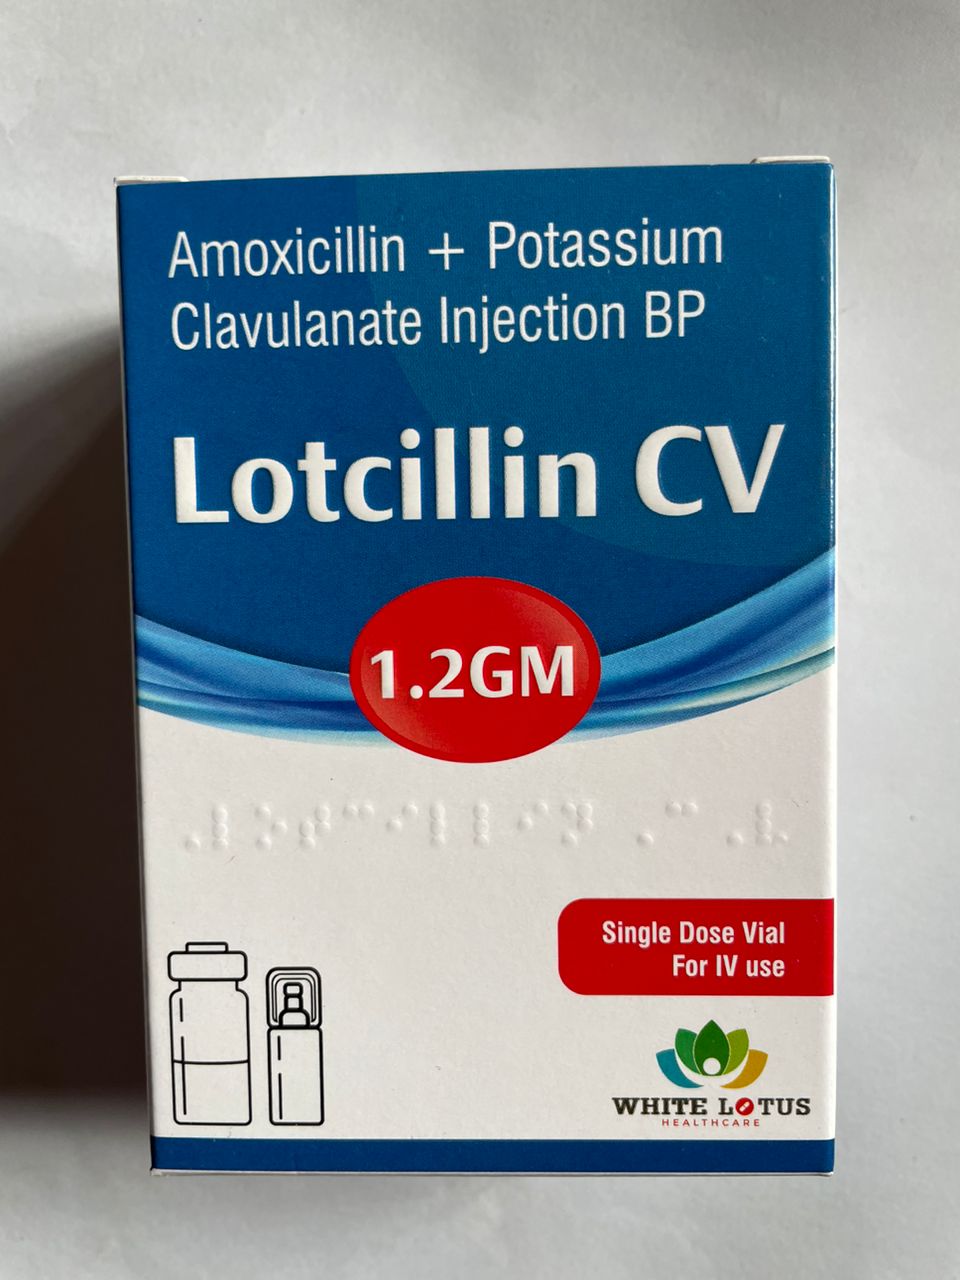 Amoxicillin + Potassium
Clavulanate Injection BP
Lotcillin CV
1.2GM
Single Dose Vial
For IV use
WHITE LOTUS
HEALTHCARE